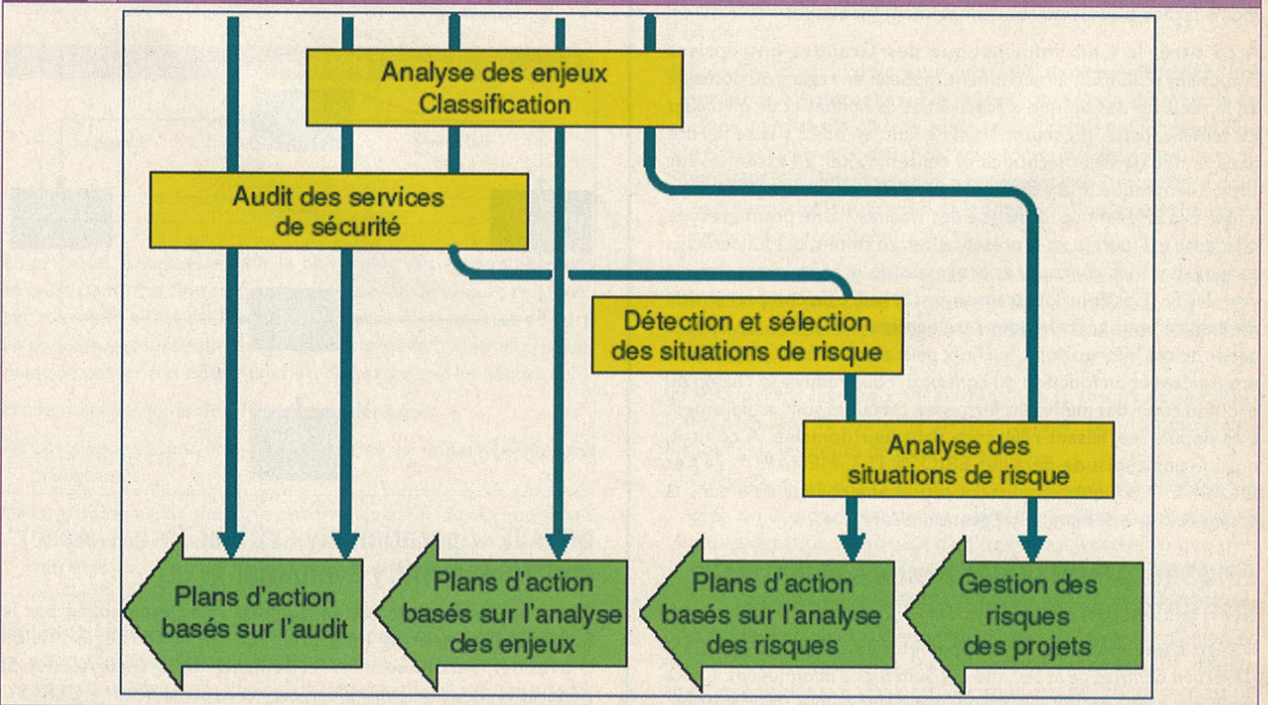 Analyse des enjeux
Classification
Audit des services
de sécurité
Détection et sélection
des situations de risque
Analyse des
situations de risque
Plans d'action
basés sur l'audit
Plans d'action
basés sur l'analyse
des enjeux
Plans d'action
basés sur l'analyse
des risques
Gestion des
risques
des projets